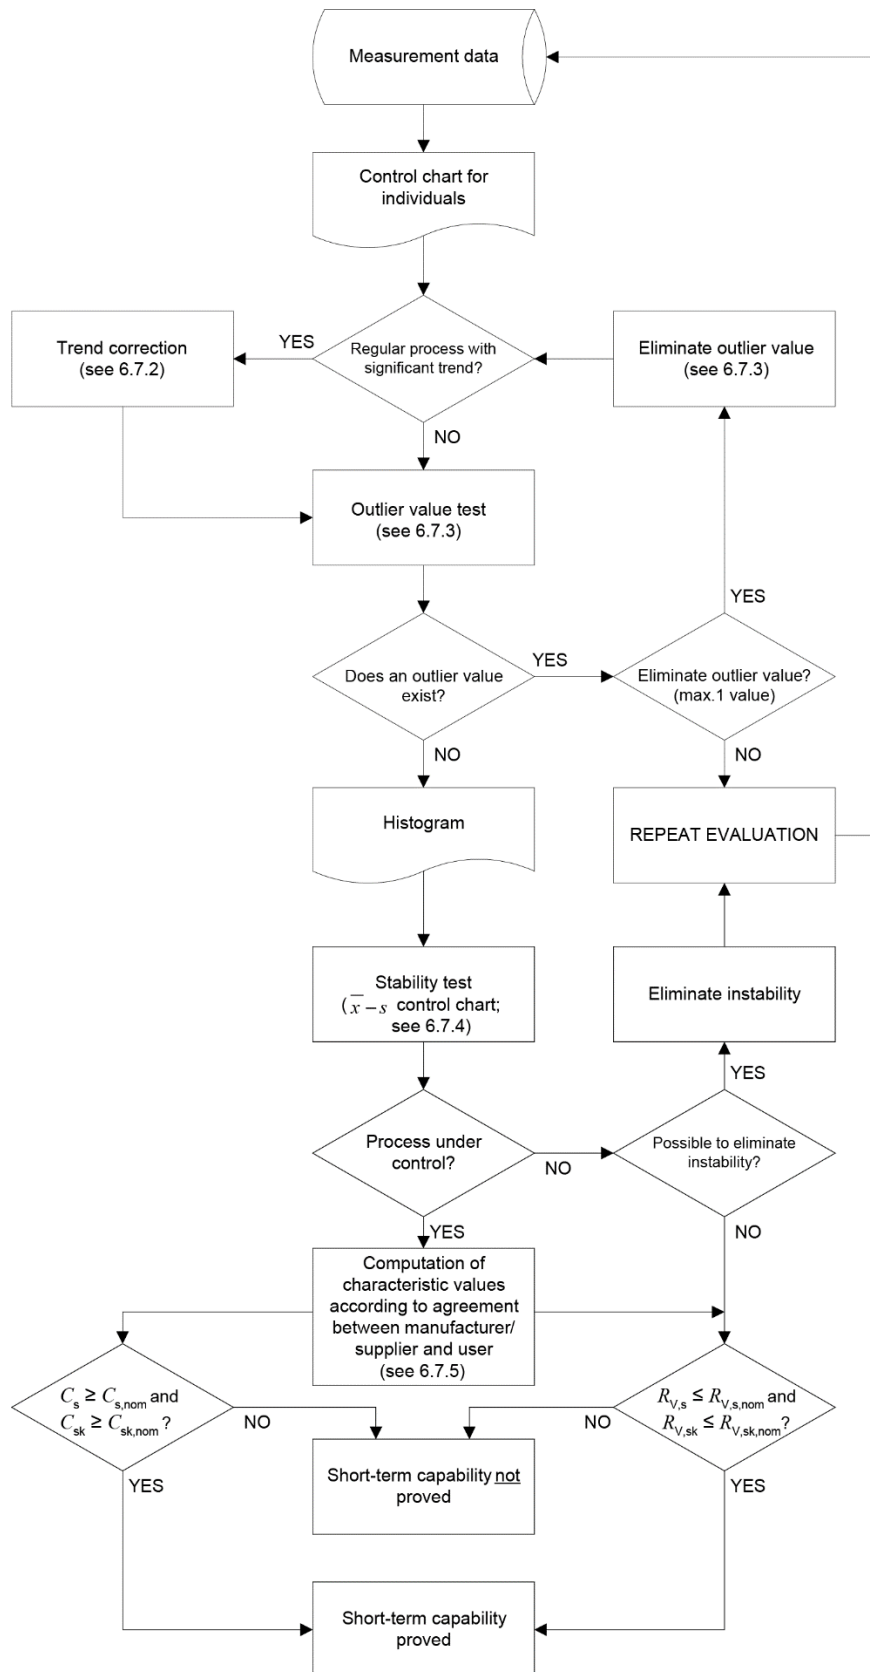 Measurement data
Control chart for
individuals
YES
Trend correction
(see 6.7.2)
Regular process with
significant trend?
Eliminate outlier value
(see 6.7.3)
NO
Outlier value test
(see 6.7.3)
YES
Does an outlier value
exist?
YES
Eliminate outlier value?
(max.1 value)
NO
NO
Histogram
REPEAT EVALUATION
Stability test
(x̅ – s control chart;
see 6.7.4)
Eliminate instability
YES
Process under
control?
NO
Possible to eliminate
instability?
YES
NO
Computation of
characteristic values
according to agreement
between manufacturer/
supplier and user
(see 6.7.5)
C_s ≥ C_s,nom and
C_sk ≥ C_sk,nom ?
NO
NO
R_V,s ≤ R_V,s,nom and
R_V,sk ≤ R_V,sk,nom?
YES
Short-term capability not
proved
YES
Short-term capability
proved